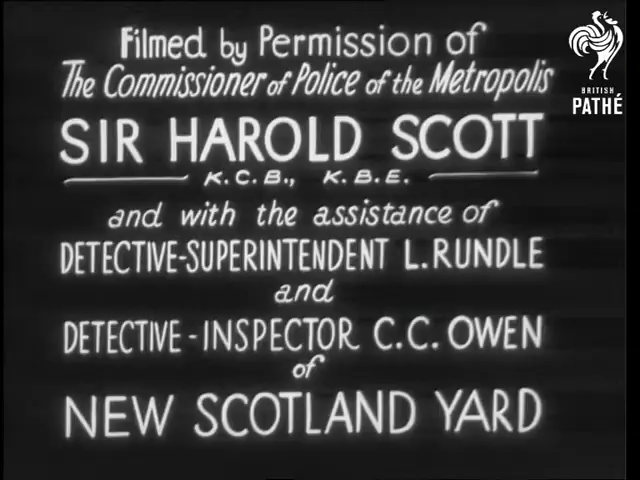 Filmed by Permission of
The Commissioner of Police of the Metropolis
SIR HAROLD SCOTT
K.C.B., K.B.E.
and with the assistance of
DETECTIVE-SUPERINTENDENT L. RUNDLE
and
DETECTIVE-INSPECTOR C.C. OWEN
of
NEW SCOTLAND YARD
BRITISH
PATHÉ